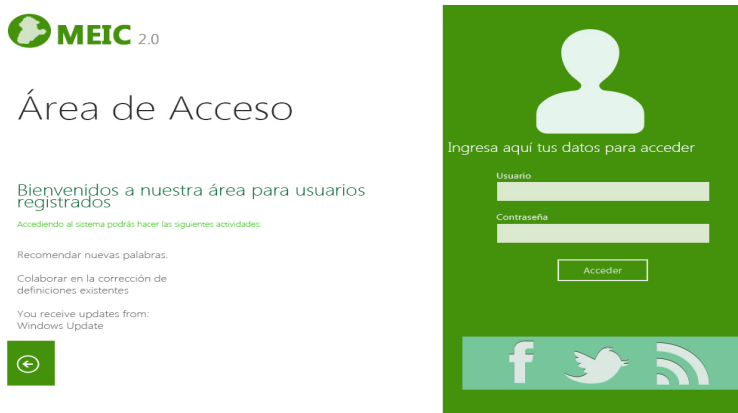 MEIC 2.0
Área de Acceso
Bienvenidos a nuestra área para usuarios
registrados
Accediendo al sistema podrás hacer las siguientes actividades:
Recomendar nuevas palabras.
Colaborar en la corrección de
definiciones existentes
You receive updates from:
Windows Update
Ingresa aquí tus datos para acceder
Usuario
Contraseña
Acceder